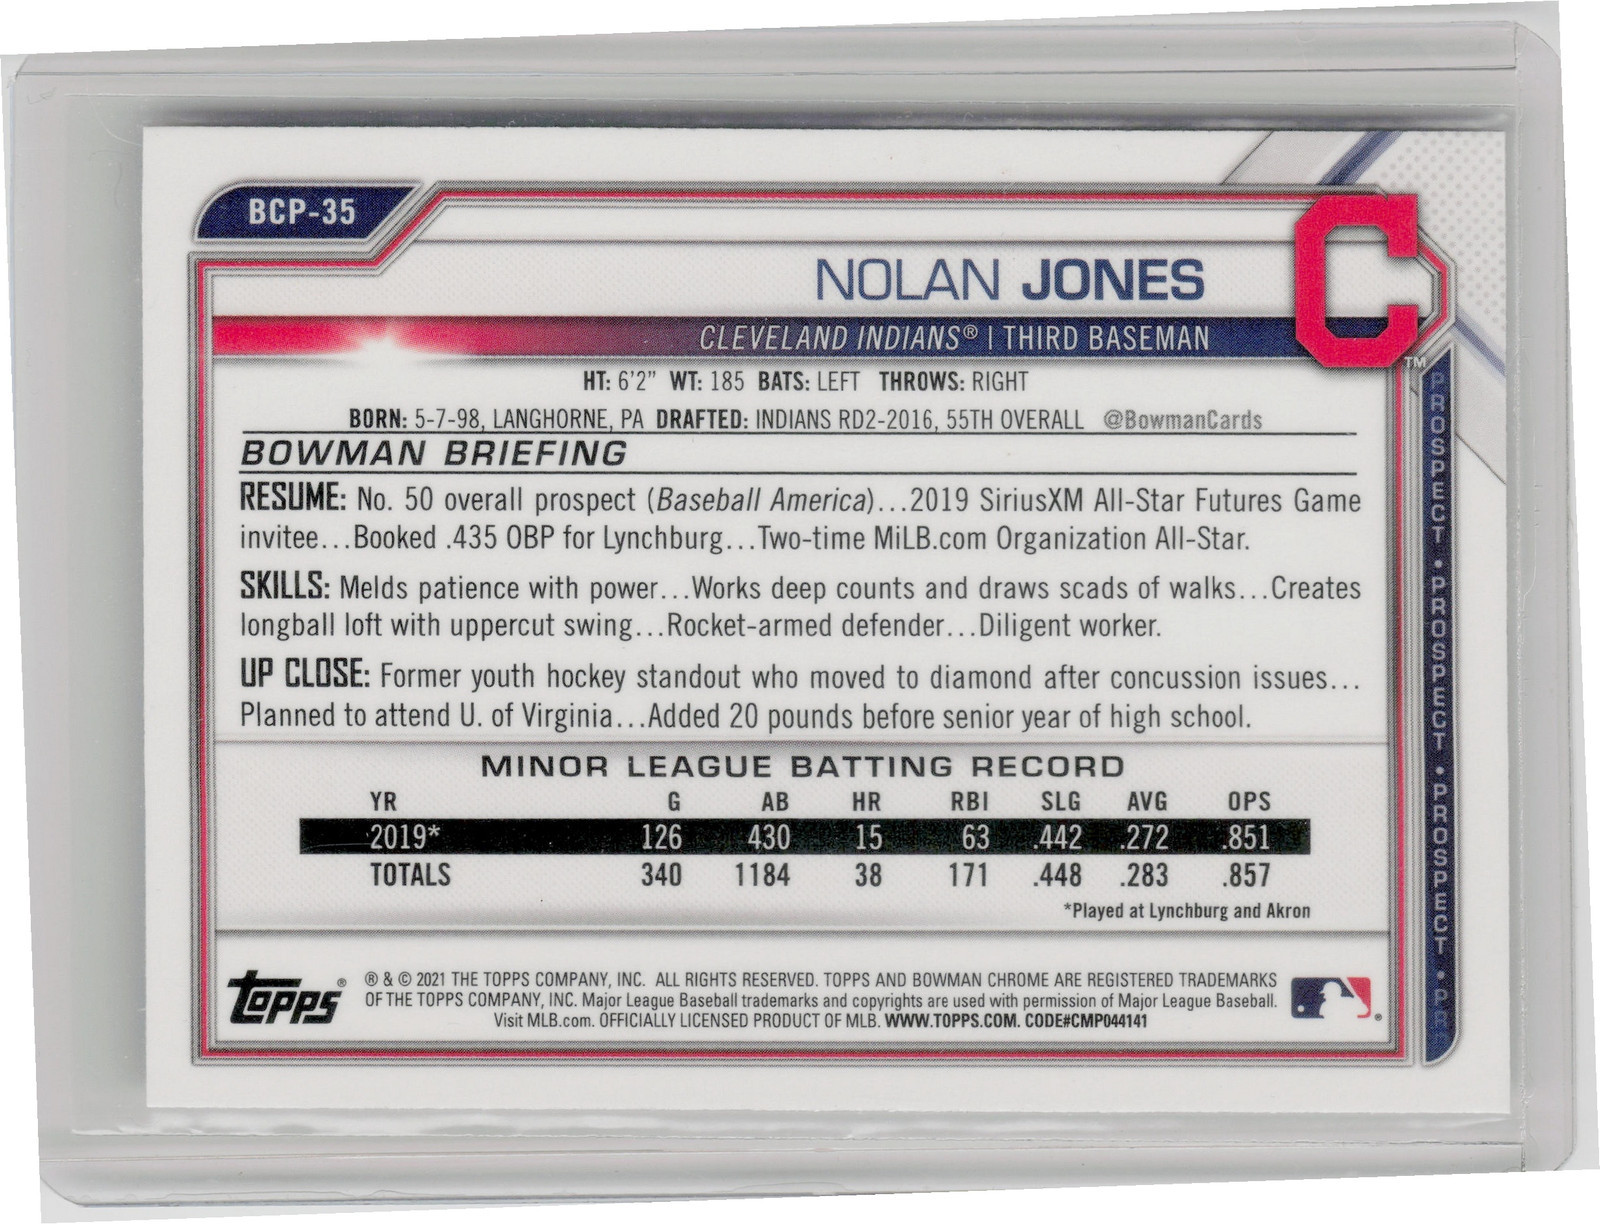 BCP-35
NOLAN JONES
CLEVELAND INDIANS® | THIRD BASEMAN
C
TM
HT: 6'2" WT: 185 BATS: LEFT THROWS: RIGHT
BORN: 5-7-98, LANGHORNE, PA DRAFTED: INDIANS RD2-2016, 55TH OVERALL @BowmanCards
BOWMAN BRIEFING
RESUME: No. 50 overall prospect (Baseball America)...2019 SiriusXM All-Star Futures Game
invitee...Booked .435 OBP for Lynchburg...Two-time MiLB.com Organization All-Star.
SKILLS: Melds patience with power...Works deep counts and draws scads of walks...Creates
longball loft with uppercut swing...Rocket-armed defender...Diligent worker.
UP CLOSE: Former youth hockey standout who moved to diamond after concussion issues...
Planned to attend U. of Virginia...Added 20 pounds before senior year of high school.
MINOR LEAGUE BATTING RECORD
YR G AB HR RBI SLG AVG OPS
2019* 126 430 15 63 .442 .272 .851
TOTALS 340 1184 38 171 .448 .283 .857
*Played at Lynchburg and Akron
topps®
® & © 2021 THE TOPPS COMPANY, INC. ALL RIGHTS RESERVED. TOPPS AND BOWMAN CHROME ARE REGISTERED TRADEMARKS
OF THE TOPPS COMPANY, INC. Major League Baseball trademarks and copyrights are used with permission of Major League Baseball.
Visit MLB.com. OFFICIALLY LICENSED PRODUCT OF MLB. WWW.TOPPS.COM. CODE#CMP044141
®
PROSPECT • PROSPECT • PROSPECT • PR